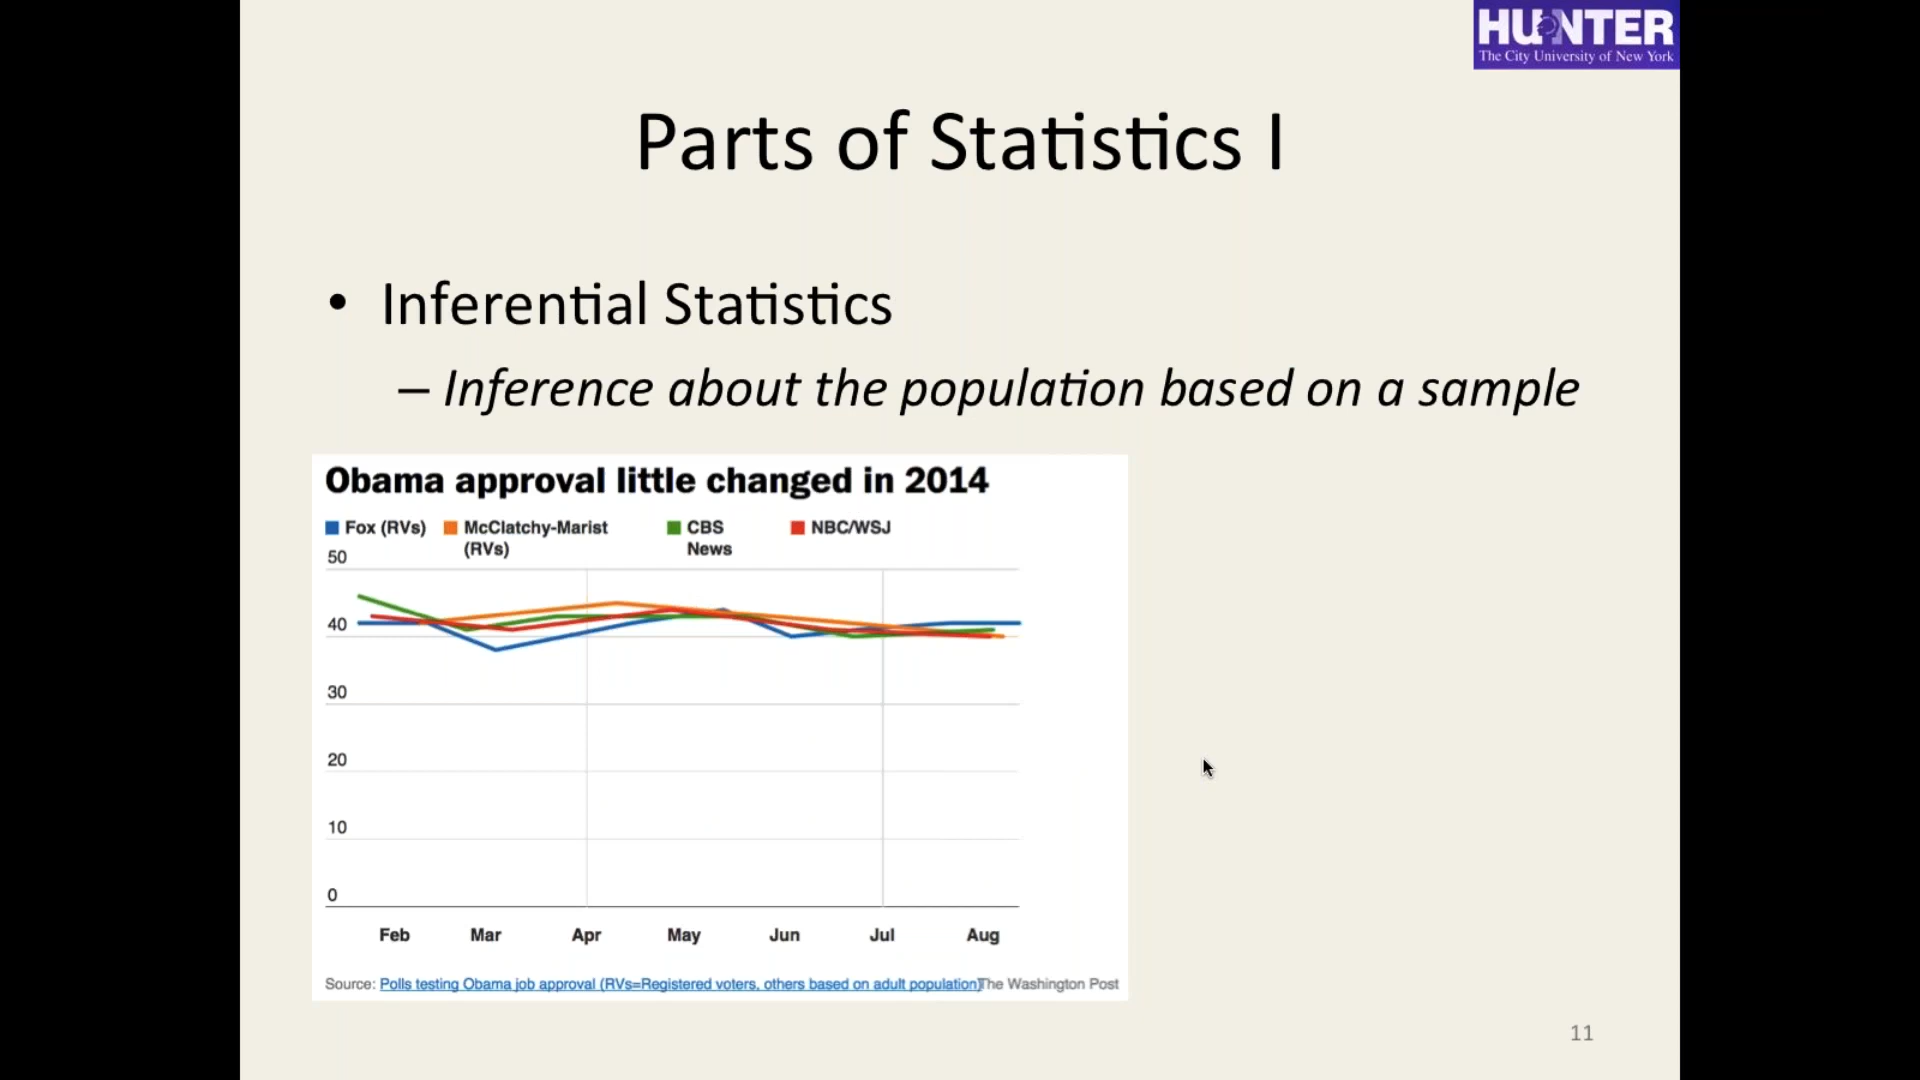 HUNTER
The City University of New York
Parts of Statistics I
• Inferential Statistics
– Inference about the population based on a sample
Obama approval little changed in 2014
Fox (RVs) McClatchy-Marist (RVs) CBS News NBC/WSJ
50
40
30
20
10
0
Feb Mar Apr May Jun Jul Aug
Source: Polls testing Obama job approval (RVs=Registered voters, others based on adult population) The Washington Post
11